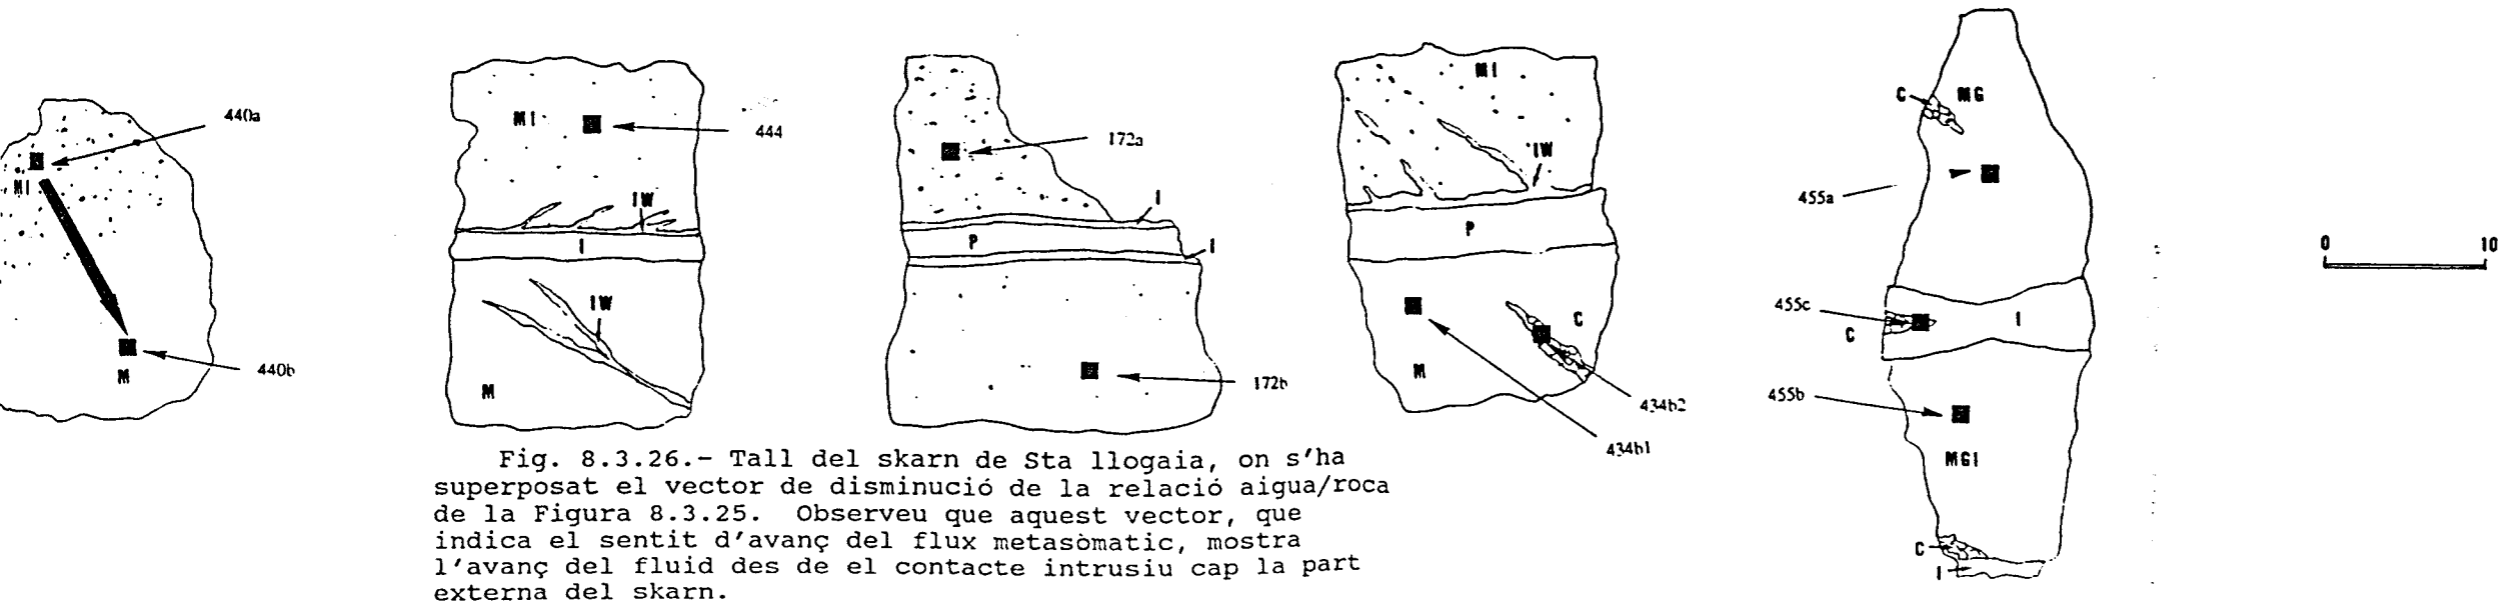 440a
MI
440b
M
MI
444
IW
I
IW
M
172a
I
P
I
172b
MI
IW
P
C
M
434b2
434b1
C
MG
455a
455c
C
I
455b
MGI
C
I
0
10
Fig. 8.3.26.- Tall del skarn de Sta llogaia, on s'ha
superposat el vector de disminució de la relació aigua/roca
de la Figura 8.3.25. Observeu que aquest vector, que
indica el sentit d'avanç del flux metasòmatic, mostra
l'avanç del fluid des de el contacte intrusiu cap la part
externa del skarn.